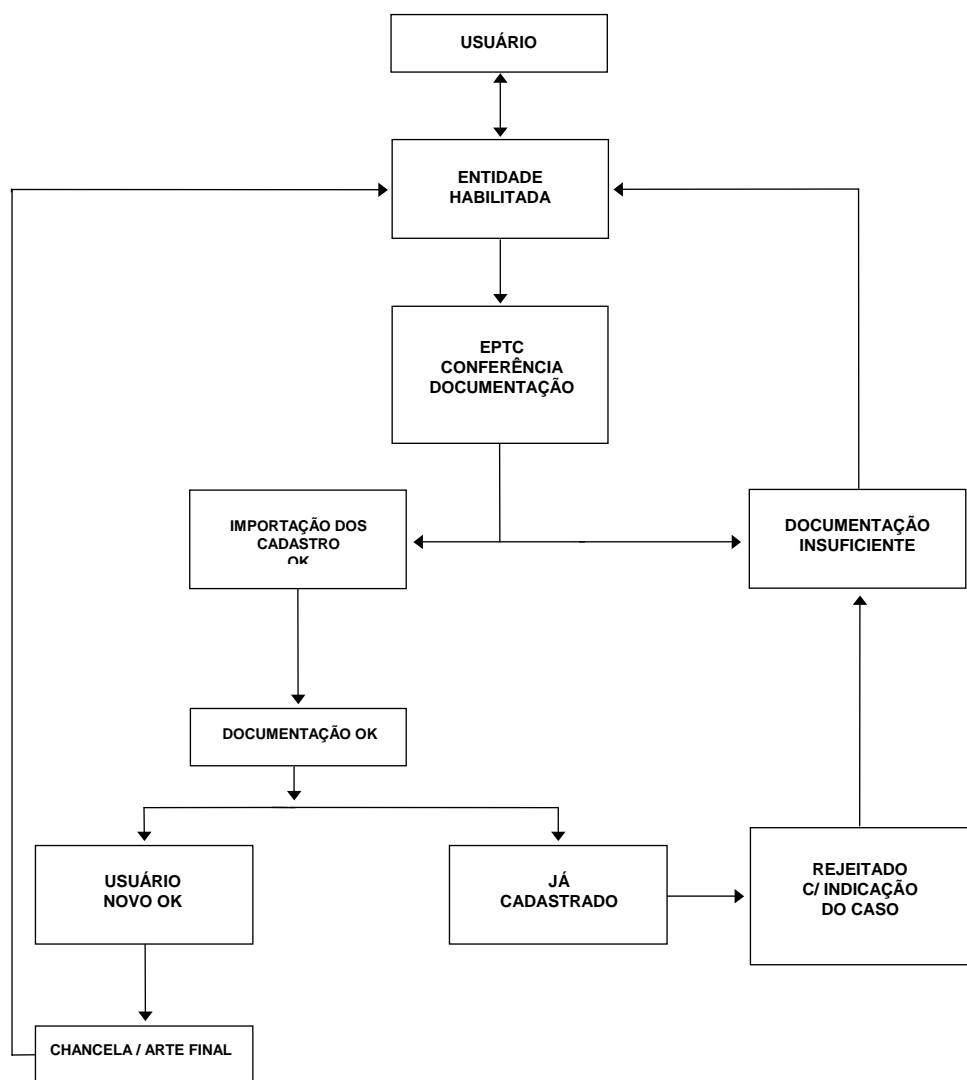 USUÁRIO
ENTIDADE
HABILITADA
EPTC
CONFERÊNCIA
DOCUMENTAÇÃO
IMPORTAÇÃO DOS
CADASTRO
OK
DOCUMENTAÇÃO
INSUFICIENTE
DOCUMENTAÇÃO OK
USUÁRIO
NOVO OK
JÁ
CADASTRADO
REJEITADO
C/ INDICAÇÃO
DO CASO
CHANCELA / ARTE FINAL